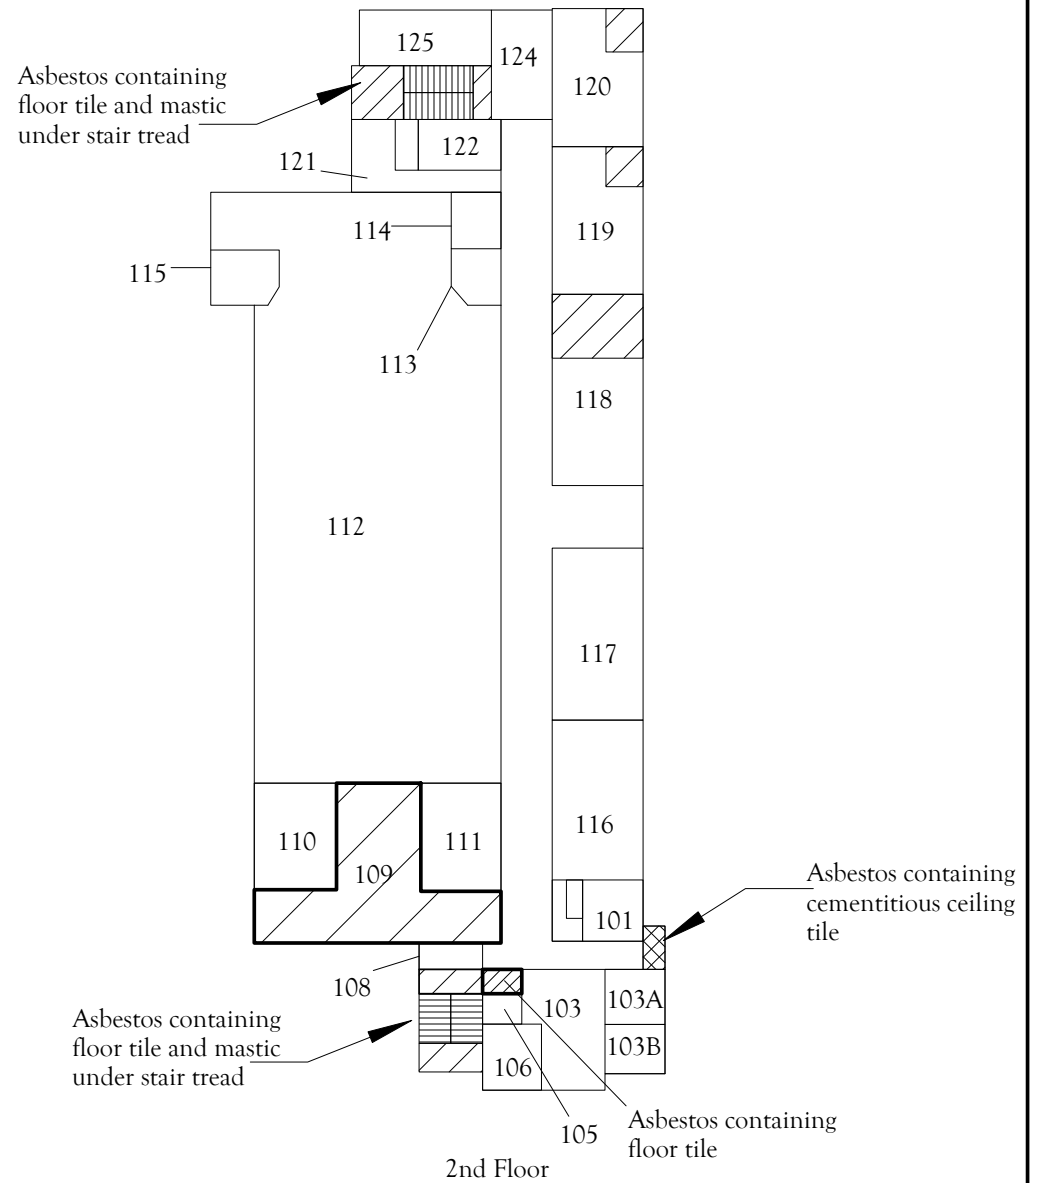 125
124
120
Asbestos containing
floor tile and mastic
under stair tread
122
121
114
119
115
113
118
112
117
116
110
111
109
Asbestos containing
cementitious ceiling
tile
101
108
103
103A
Asbestos containing
floor tile and mastic
under stair tread
103B
106
105
Asbestos containing
floor tile
2nd Floor